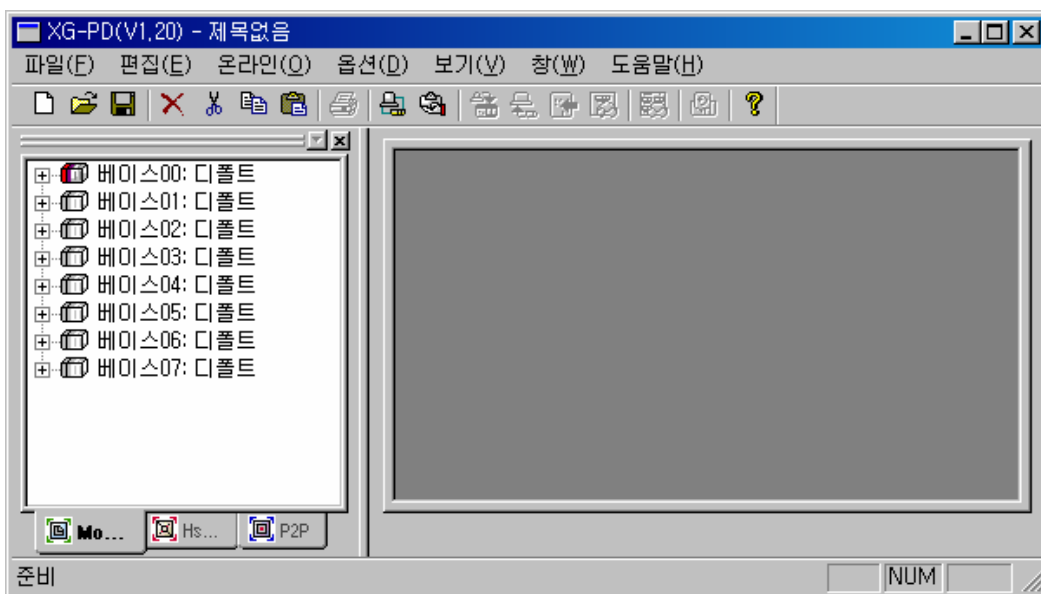 XG-PD(V1,20) - 제목없음
파일(F) 편집(E) 온라인(O) 옵션(D) 보기(V) 창(W) 도움말(H)
베이스00: 디폴트
베이스01: 디폴트
베이스02: 디폴트
베이스03: 디폴트
베이스04: 디폴트
베이스05: 디폴트
베이스06: 디폴트
베이스07: 디폴트
Mo... Hs... P2P
준비 NUM